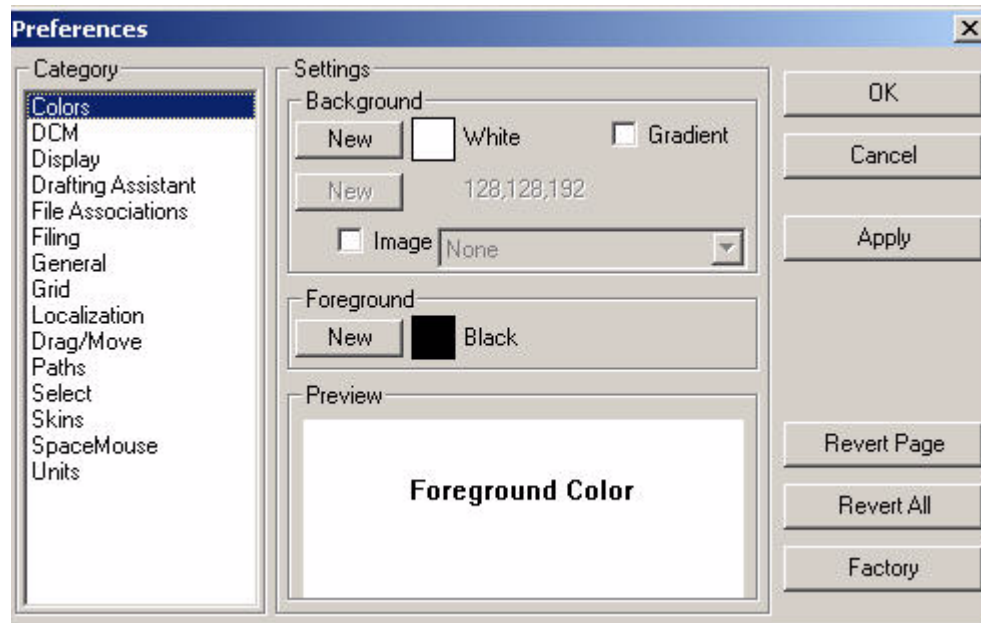 Preferences
Category
Colors
DCM
Display
Drafting Assistant
File Associations
Filing
General
Grid
Localization
Drag/Move
Paths
Select
Skins
SpaceMouse
Units
Settings
Background
New White Gradient
New 128,128,192
Image None
Foreground
New Black
Preview
Foreground Color
OK
Cancel
Apply
Revert Page
Revert All
Factory